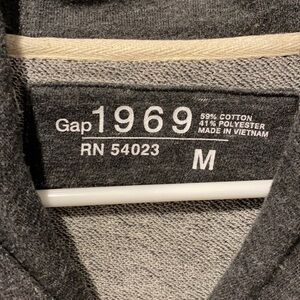 Gap 1969 59% COTTON
41% POLYESTER
MADE IN VIETNAM
RN 54023 M